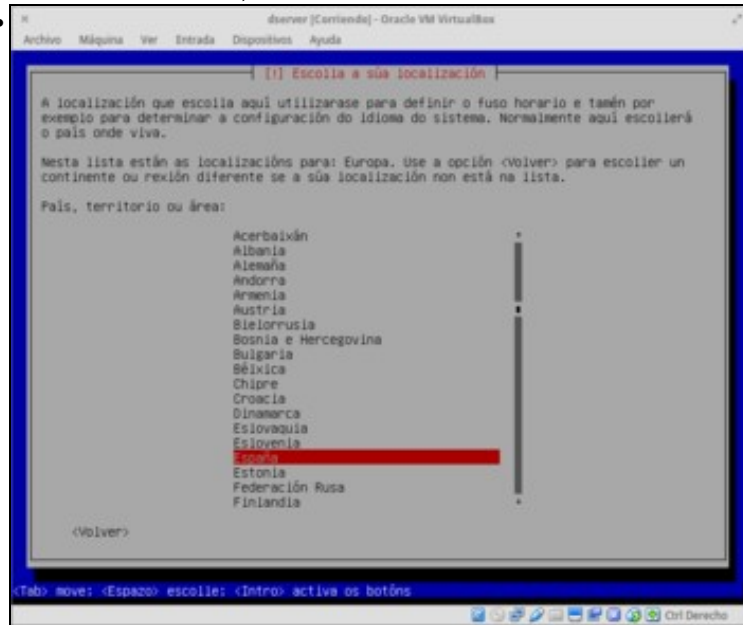 dserver [Corriendo] - Oracle VM VirtualBox
Archivo Máquina Ver Entrada Dispositivos Ayuda
[!] Escolla a súa localización
A localización que escolla aquí utilizarase para definir o fuso horario e tamén por
exemplo para determinar a configuración do idioma do sistema. Normalmente aquí escollerá
o país onde viva.
Nesta lista están as localizacións para: Europa. Use a opción <Volver> para escoller un
continente ou rexión diferente se a súa localización non está na lista.
País, territorio ou área:
Acerbaixán
Albania
Alemaña
Andorra
Armenia
Austria
Bielorrusia
Bosnia e Hercegovina
Bulgaria
Bélxica
Chipre
Croacia
Dinamarca
Eslovaquia
Eslovenia
España
Estonia
Federación Rusa
Finlandia
<Volver>
<Tab> move; <Espazo> escolle; <Intro> activa os botóns
Ctrl Derecho